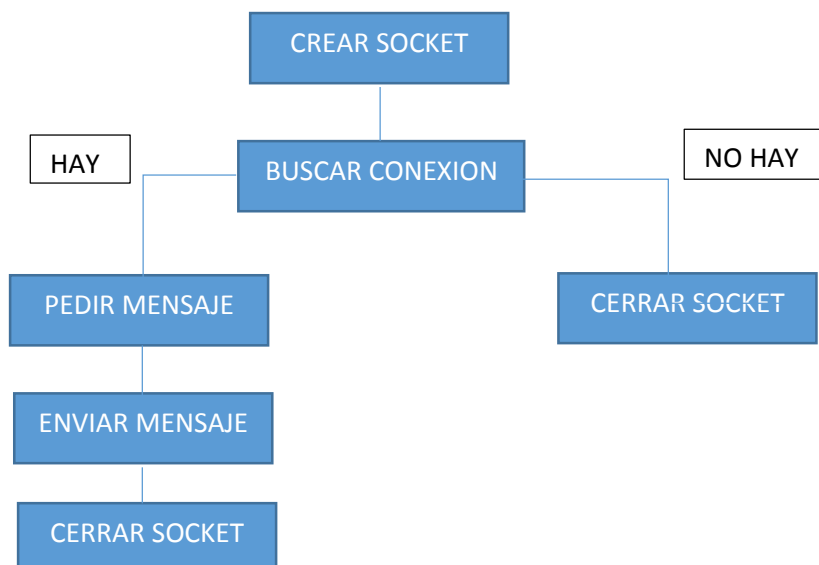 CREAR SOCKET
HAY
BUSCAR CONEXION
NO HAY
PEDIR MENSAJE
CERRAR SOCKET
ENVIAR MENSAJE
CERRAR SOCKET